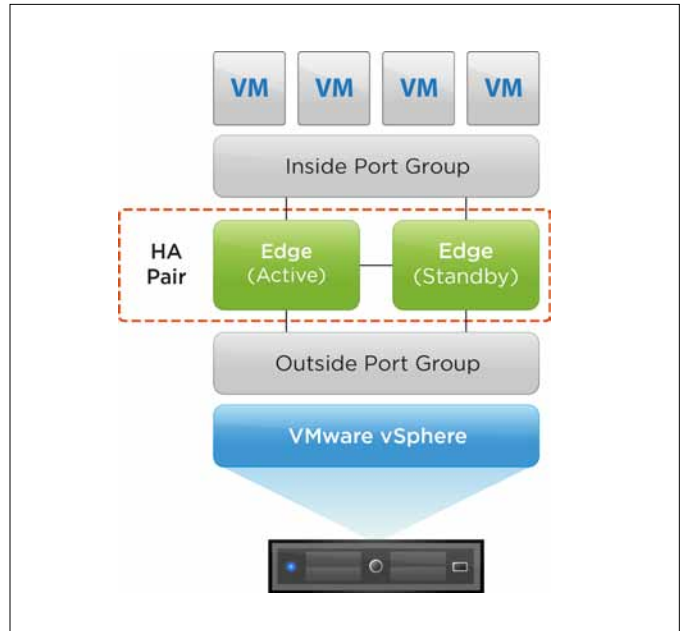 VM VM VM VM
Inside Port Group
HA
Pair
Edge
(Active)
Edge
(Standby)
Outside Port Group
VMware vSphere